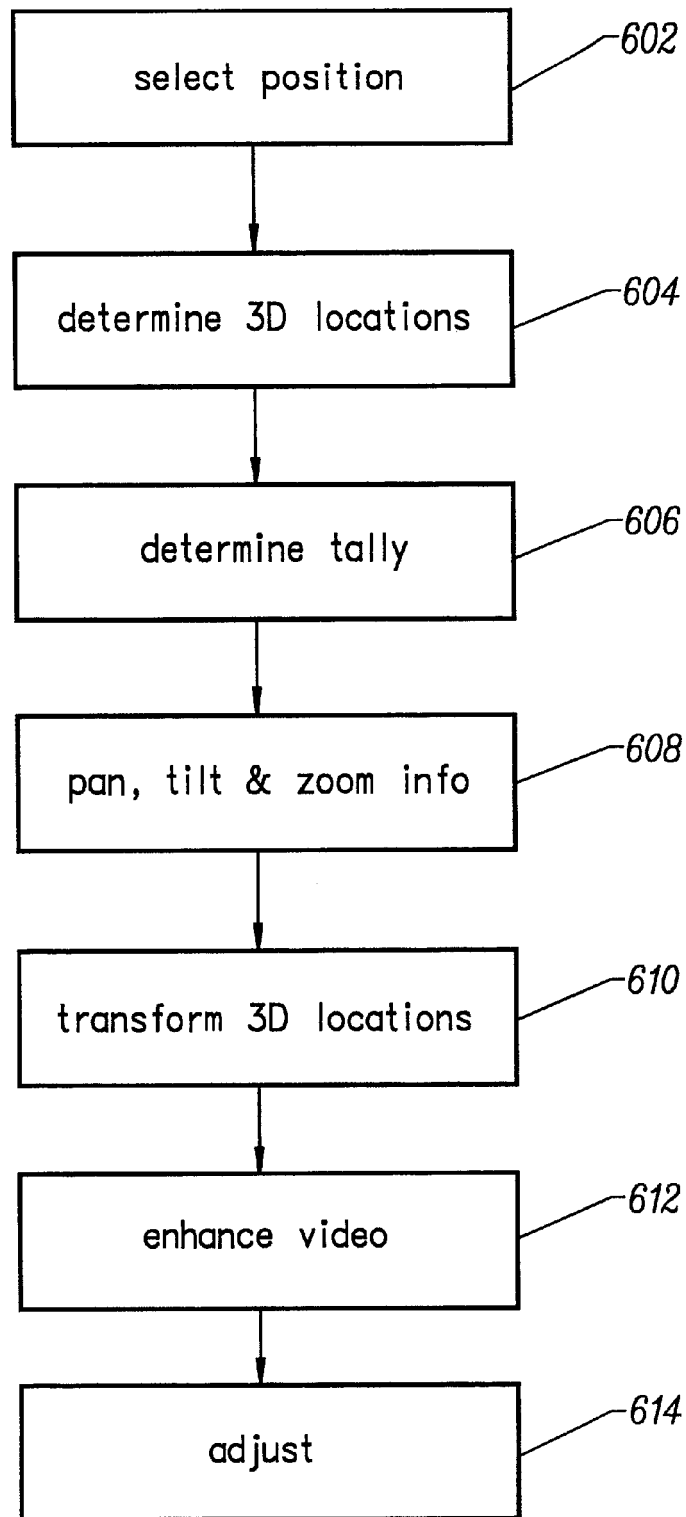 select position
602
determine 3D locations
604
determine tally
606
pan, tilt & zoom info
608
transform 3D locations
610
enhance video
612
adjust
614